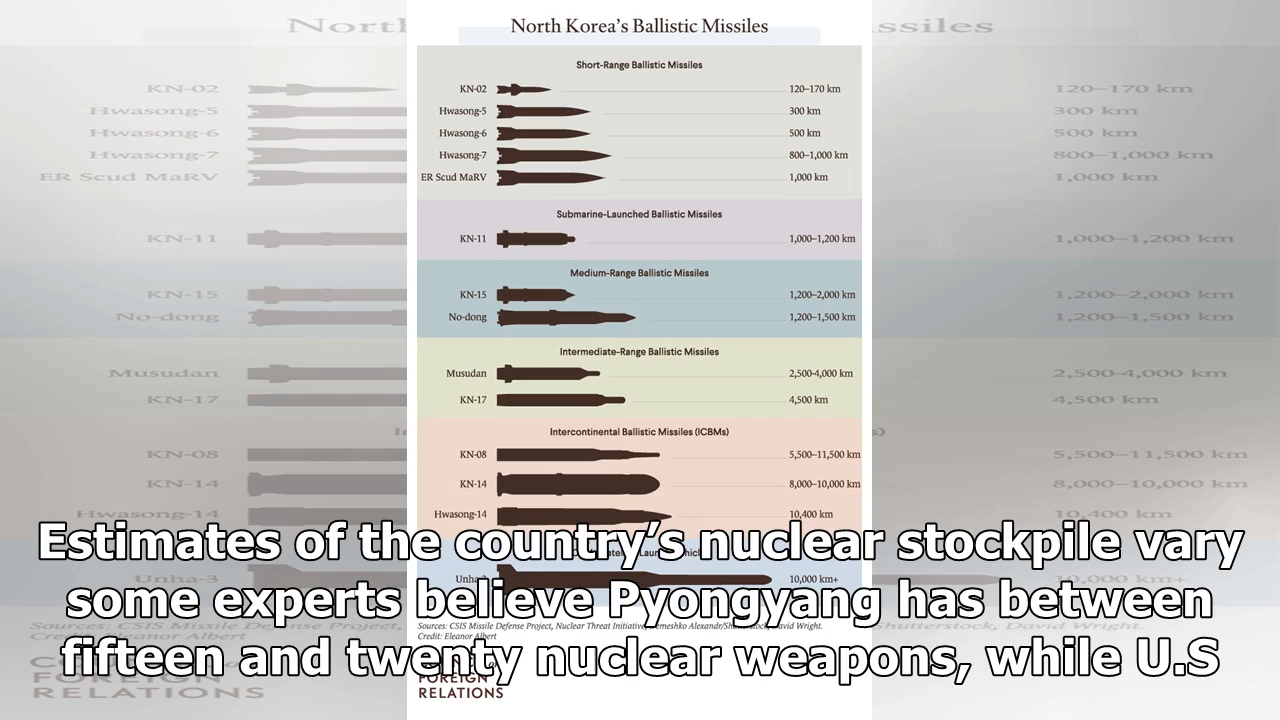 North Korea's Ballistic Missiles
Short-Range Ballistic Missiles
KN-02 120–170 km
Hwasong-5 300 km
Hwasong-6 500 km
Hwasong-7 800–1,000 km
ER Scud MaRV 1,000 km
Submarine-Launched Ballistic Missiles
KN-11 1,000–1,200 km
Medium-Range Ballistic Missiles
KN-15 1,200–2,000 km
No-dong 1,200–1,500 km
Intermediate-Range Ballistic Missiles
Musudan 2,500-4,000 km
KN-17 4,500 km
Intercontinental Ballistic Missiles (ICBMs)
KN-08 5,500–11,500 km
KN-14 8,000–10,000 km
Hwasong-14 10,400 km
Unha-3 10,000 km+
Sources: CSIS Missile Defense Project, Nuclear Threat Initiative, David Wright.
Credit: Eleanor Albert
FOREIGN
RELATIONS
Estimates of the country's nuclear stockpile vary
some experts believe Pyongyang has between
fifteen and twenty nuclear weapons, while U.S